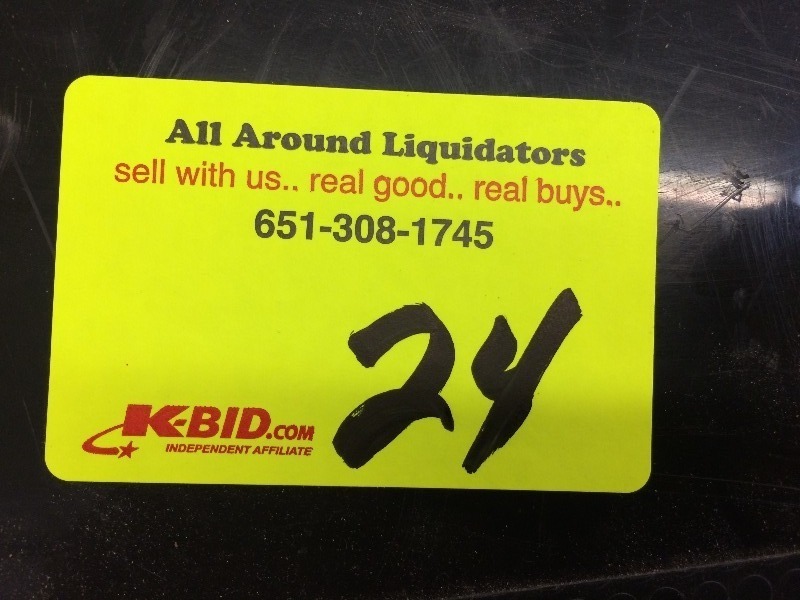 All Around Liquidators
sell with us.. real good.. real buys..
651-308-1745
24
K-BID.COM
INDEPENDENT AFFILIATE